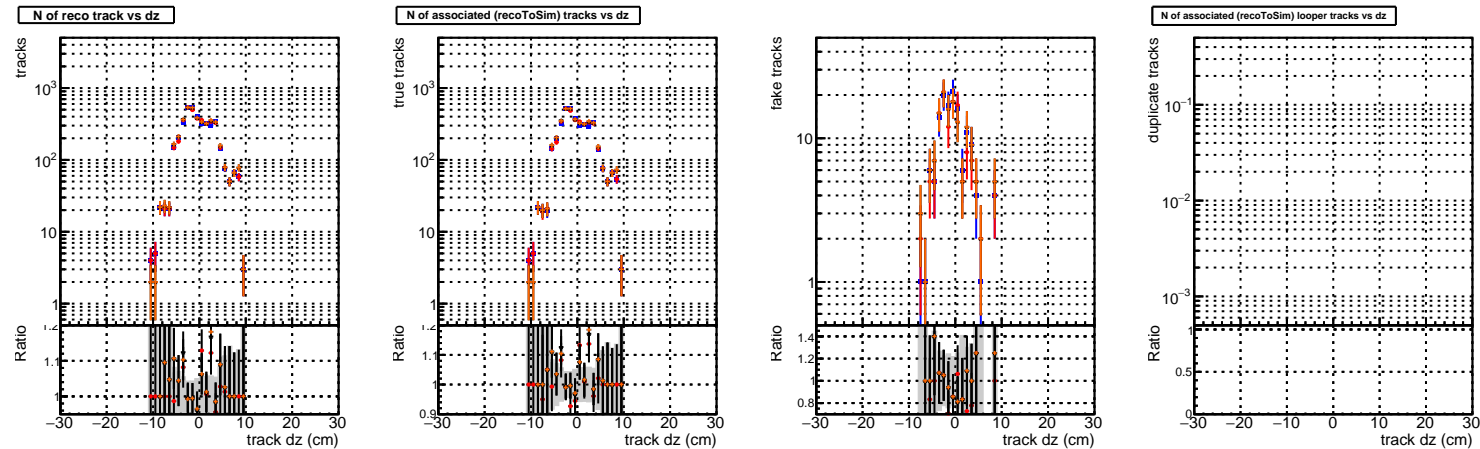 N of reco track vs dz
tracks
10³
10²
10
1
Ratio
1.2
1.1
1
−30 −20 −10 0 10 20 30
track dz (cm)
N of associated (recoToSim) tracks vs dz
true tracks
10³
10²
10
1
Ratio
1.2
1.1
1
0.9
−30 −20 −10 0 10 20 30
track dz (cm)
fake tracks
10
1
Ratio
1.4
1.2
1
0.8
−30 −20 −10 0 10 20 30
track dz (cm)
N of associated (recoToSim) looper tracks vs dz
duplicate tracks
10⁻¹
10⁻²
10⁻³
Ratio
1
0.5
0
−30 −20 −10 0 10 20 30
track dz (cm)